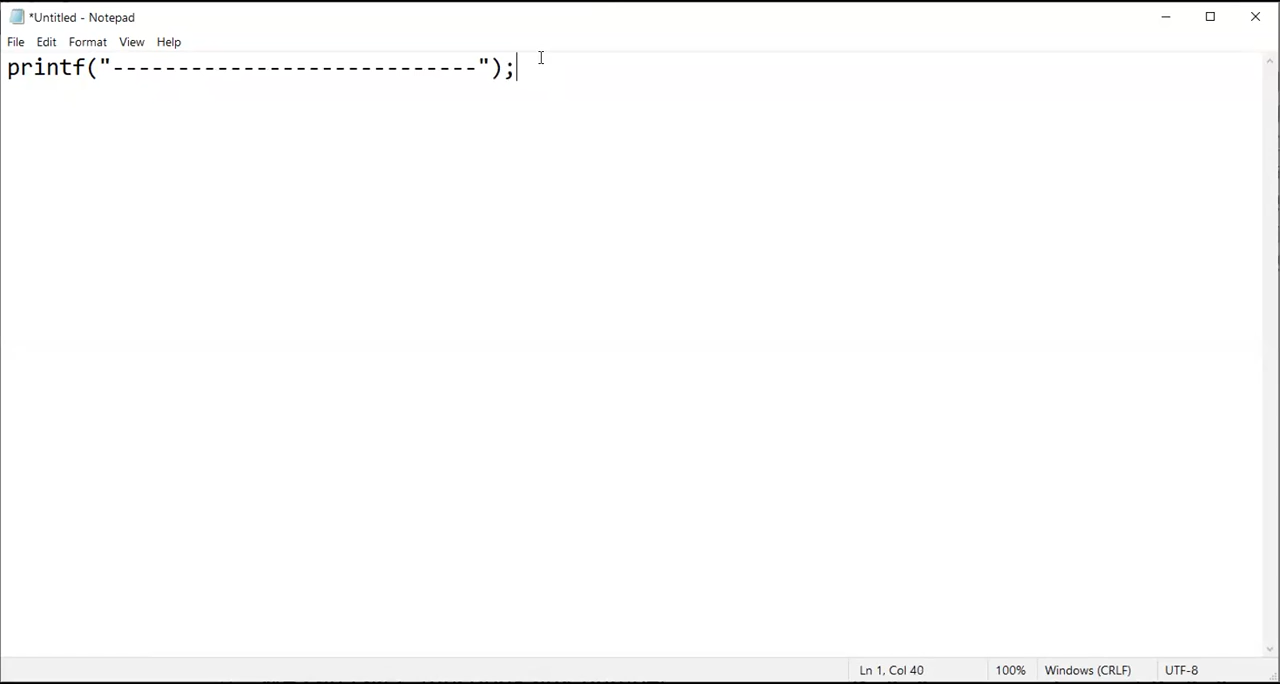 *Untitled - Notepad
File Edit Format View Help
printf("----------------------------");
Ln 1, Col 40 100% Windows (CRLF) UTF-8